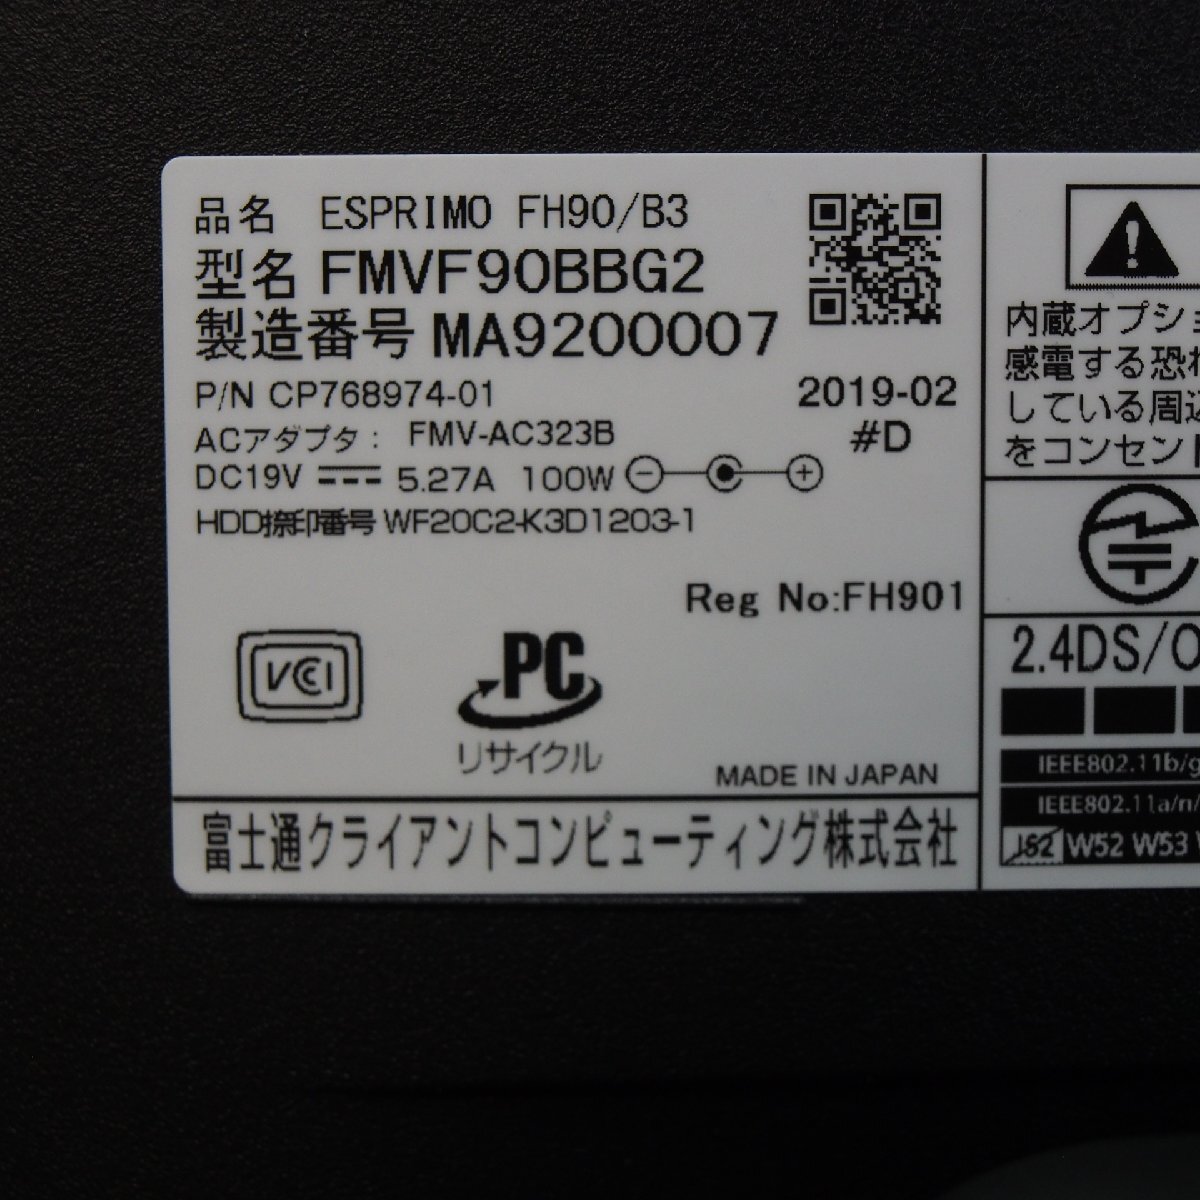 品名 ESPRIMO FH90/B3
型名 FMVF90BBG2
製造番号 MA9200007
P/N CP768974-01
2019-02
ACアダプタ: FMV-AC323B
#D
DC19V 5.27A 100W
HDD捺印番号 WF20C2-K3D1203-1
Reg No:FH901
VCCI
PC
リサイクル
MADE IN JAPAN
富士通クライアントコンピューティング株式会社
内蔵オプショ
感電する恐れ
している周辺
をコンセント
2.4DS/O
IEEE802.11b/g
IEEE802.11a/n/
J52 W52 W53